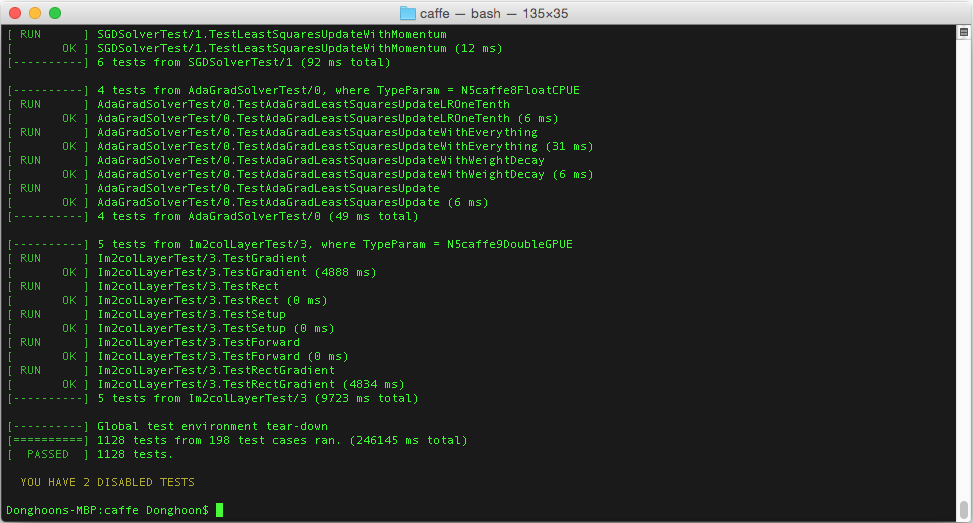 caffe — bash — 135×35
[ RUN      ] SGDSolverTest/1.TestLeastSquaresUpdateWithMomentum
[       OK ] SGDSolverTest/1.TestLeastSquaresUpdateWithMomentum (12 ms)
[----------] 6 tests from SGDSolverTest/1 (92 ms total)
[----------] 4 tests from AdaGradSolverTest/0, where TypeParam = N5caffe8FloatCPUE
[ RUN      ] AdaGradSolverTest/0.TestAdaGradLeastSquaresUpdateLROneTenth
[       OK ] AdaGradSolverTest/0.TestAdaGradLeastSquaresUpdateLROneTenth (6 ms)
[ RUN      ] AdaGradSolverTest/0.TestAdaGradLeastSquaresUpdateWithEverything
[       OK ] AdaGradSolverTest/0.TestAdaGradLeastSquaresUpdateWithEverything (31 ms)
[ RUN      ] AdaGradSolverTest/0.TestAdaGradLeastSquaresUpdateWithWeightDecay
[       OK ] AdaGradSolverTest/0.TestAdaGradLeastSquaresUpdateWithWeightDecay (6 ms)
[ RUN      ] AdaGradSolverTest/0.TestAdaGradLeastSquaresUpdate
[       OK ] AdaGradSolverTest/0.TestAdaGradLeastSquaresUpdate (6 ms)
[----------] 4 tests from AdaGradSolverTest/0 (49 ms total)
[----------] 5 tests from Im2colLayerTest/3, where TypeParam = N5caffe9DoubleGPUE
[ RUN      ] Im2colLayerTest/3.TestGradient
[       OK ] Im2colLayerTest/3.TestGradient (4888 ms)
[ RUN      ] Im2colLayerTest/3.TestRect
[       OK ] Im2colLayerTest/3.TestRect (0 ms)
[ RUN      ] Im2colLayerTest/3.TestSetup
[       OK ] Im2colLayerTest/3.TestSetup (0 ms)
[ RUN      ] Im2colLayerTest/3.TestForward
[       OK ] Im2colLayerTest/3.TestForward (0 ms)
[ RUN      ] Im2colLayerTest/3.TestRectGradient
[       OK ] Im2colLayerTest/3.TestRectGradient (4834 ms)
[----------] 5 tests from Im2colLayerTest/3 (9723 ms total)
[----------] Global test environment tear-down
[==========] 1128 tests from 198 test cases ran. (246145 ms total)
[  PASSED  ] 1128 tests.
YOU HAVE 2 DISABLED TESTS
Donghoons-MBP:caffe Donghoon$